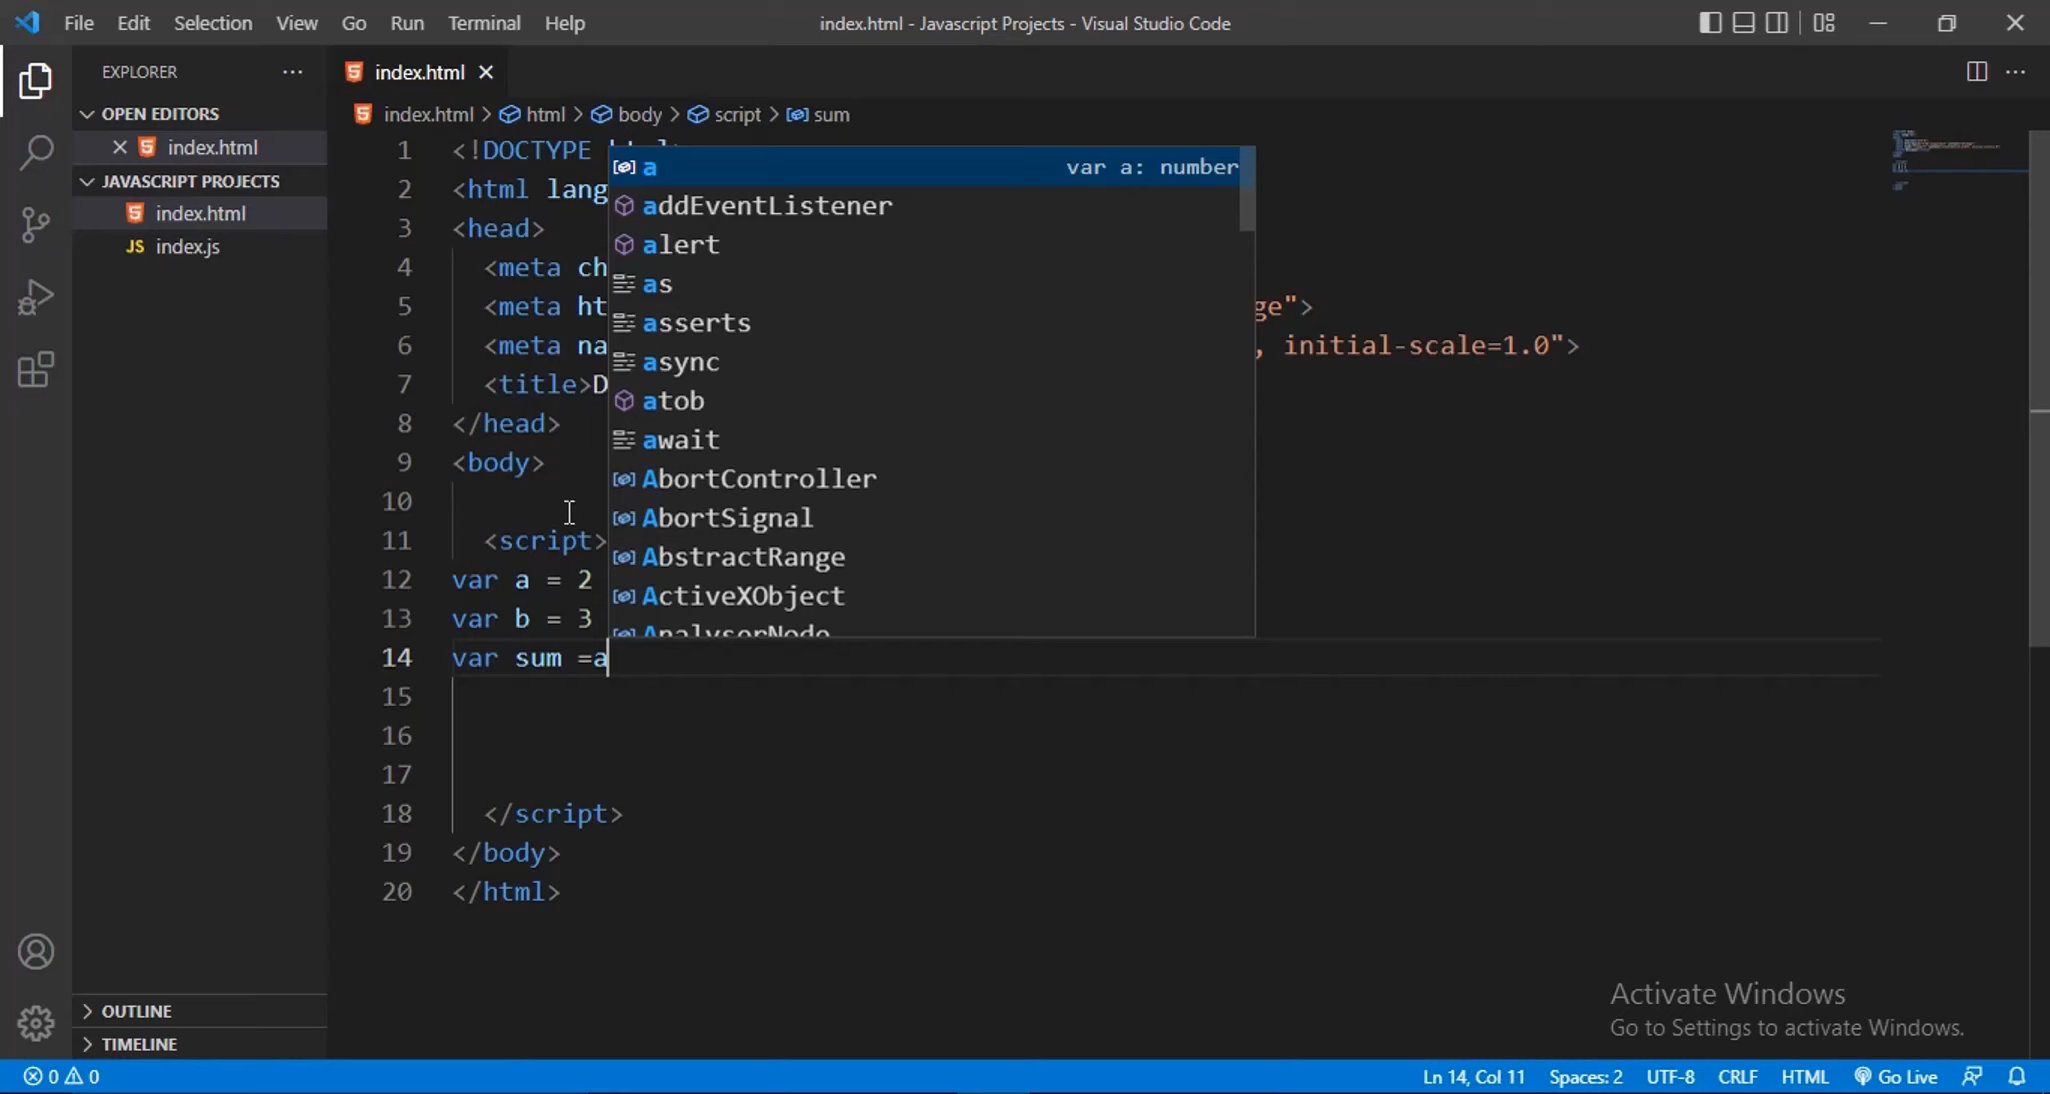 File Edit Selection View Go Run Terminal Help
index.html - Javascript Projects - Visual Studio Code
EXPLORER
index.html
OPEN EDITORS
index.html
JAVASCRIPT PROJECTS
index.html
JS index.js
OUTLINE
TIMELINE
index.html > html > body > script > sum
1 <!DOCTYPE
2 <html lang
3 <head>
4 <meta ch
5 <meta ht ge">
6 <meta na , initial-scale=1.0">
7 <title>D
8 </head>
9 <body>
10
11 <script>
12 var a = 2
13 var b = 3
14 var sum =a
15
16
17
18 </script>
19 </body>
20 </html>
a var a: number
addEventListener
alert
as
asserts
async
atob
await
AbortController
AbortSignal
AbstractRange
ActiveXObject
AnalyserNode
Activate Windows
Go to Settings to activate Windows.
0 0 Ln 14, Col 11 Spaces: 2 UTF-8 CRLF HTML Go Live